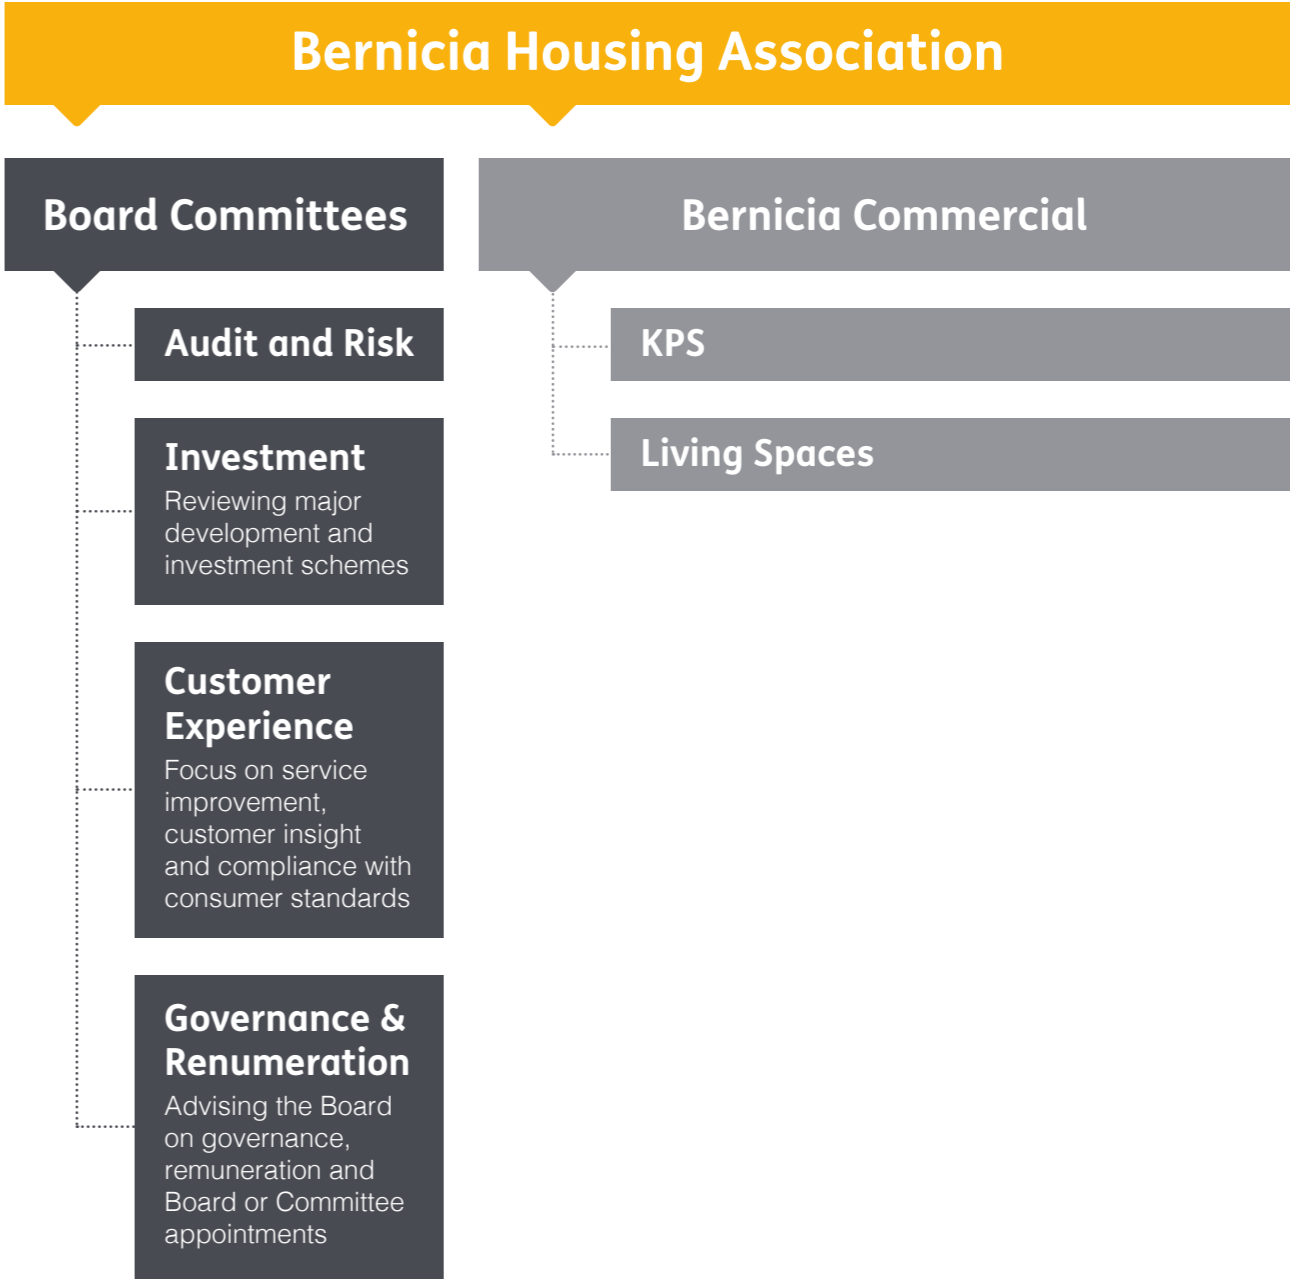 Bernicia Housing Association
Board Committees
Audit and Risk
Investment
Reviewing major
development and
investment schemes
Customer
Experience
Focus on service
improvement,
customer insight
and compliance with
consumer standards
Governance &
Renumeration
Advising the Board
on governance,
remuneration and
Board or Committee
appointments
Bernicia Commercial
KPS
Living Spaces